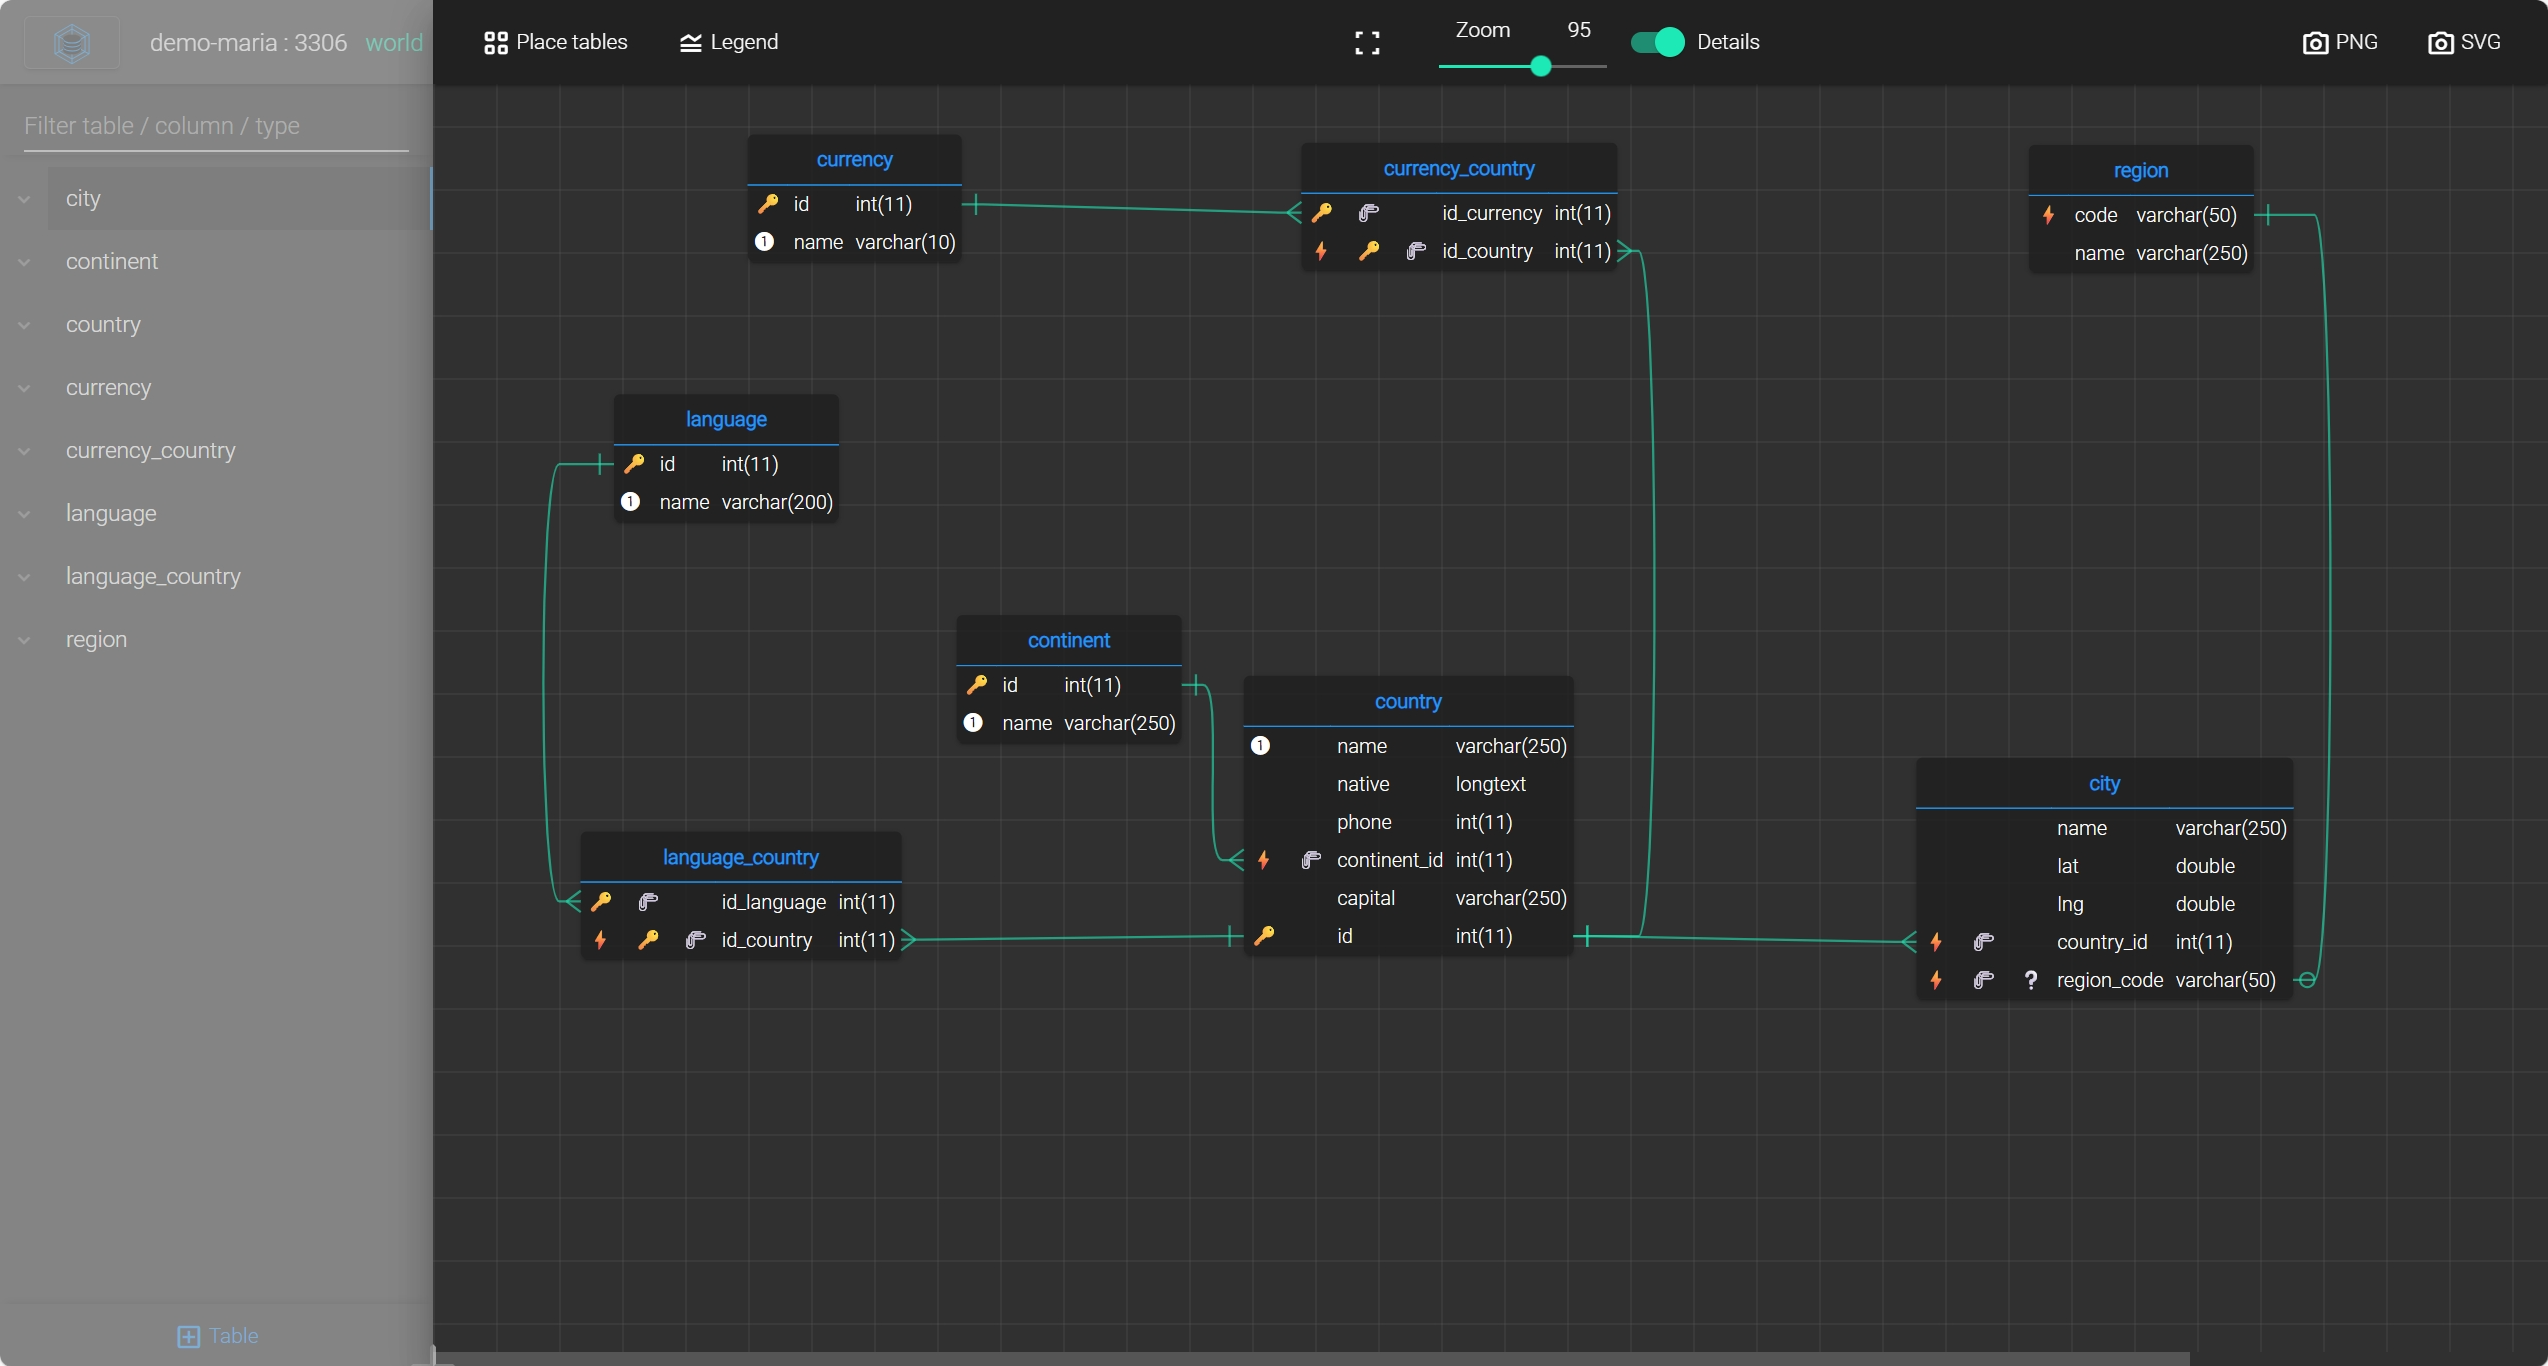 demo-maria : 3306 world
Place tables
Legend
Zoom 95
Details
PNG
SVG
Filter table / column / type
city
continent
country
currency
currency_country
language
language_country
region
Table
currency
id int(11)
1 name varchar(10)
currency_country
id_currency int(11)
id_country int(11)
region
code varchar(50)
name varchar(250)
language
id int(11)
1 name varchar(200)
continent
id int(11)
1 name varchar(250)
country
1 name varchar(250)
native longtext
phone int(11)
continent_id int(11)
capital varchar(250)
id int(11)
language_country
id_language int(11)
id_country int(11)
city
name varchar(250)
lat double
lng double
country_id int(11)
? region_code varchar(50)